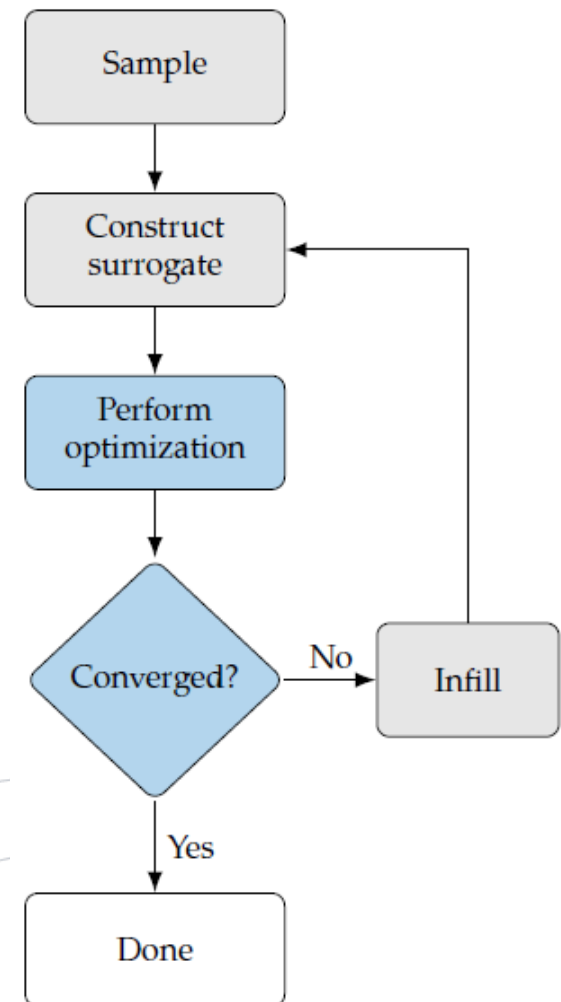 Sample
Construct
surrogate
Perform
optimization
Converged?
No
Infill
Yes
Done